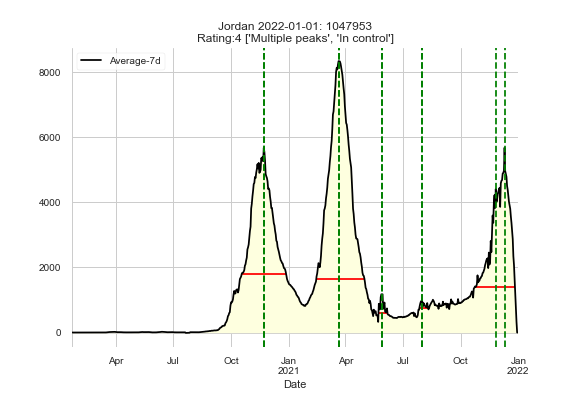 Jordan 2022-01-01: 1047953
Rating:4 ['Multiple peaks', 'In control']
Average-7d
8000
6000
4000
2000
0
Apr Jul Oct Jan Apr Jul Oct Jan
2021 2022
Date